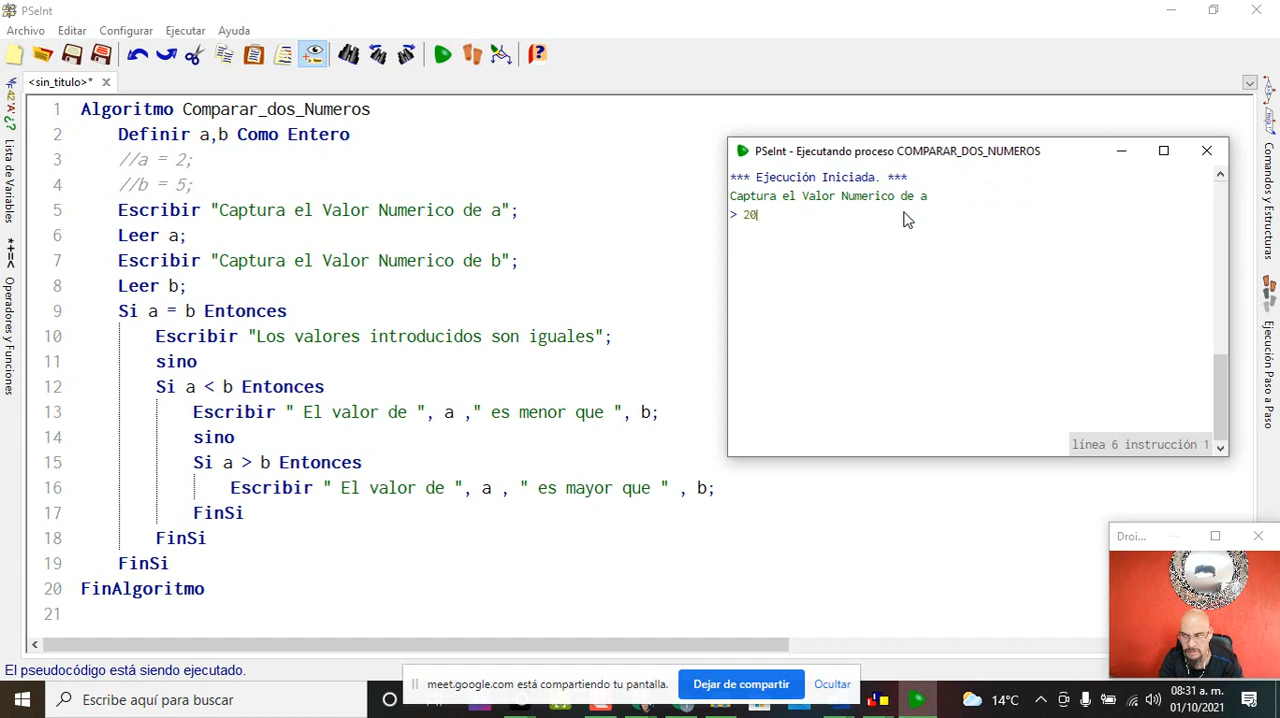 PSeInt
Archivo Editar Configurar Ejecutar Ayuda
<sin_titulo>*
1 Algoritmo Comparar_dos_Numeros
2 Definir a,b Como Entero
3 //a = 2;
4 //b = 5;
5 Escribir "Captura el Valor Numerico de a";
6 Leer a;
7 Escribir "Captura el Valor Numerico de b";
8 Leer b;
9 Si a = b Entonces
10 Escribir "Los valores introducidos son iguales";
11 sino
12 Si a < b Entonces
13 Escribir " El valor de ", a ," es menor que ", b;
14 sino
15 Si a > b Entonces
16 Escribir " El valor de ", a , " es mayor que " , b;
17 FinSi
18 FinSi
19 FinSi
20 FinAlgoritmo
21
Lista de Variables
Operadores y Funciones
PSeInt - Ejecutando proceso COMPARAR_DOS_NUMEROS
*** Ejecución Iniciada. ***
Captura el Valor Numerico de a
> 20
línea 6 instrucción 1
Comandos y Estructuras
Ejecución Paso a Paso
Droi...
El pseudocódigo está siendo ejecutado.
meet.google.com está compartiendo tu pantalla.
Dejar de compartir
Ocultar
Escribe aquí para buscar
14°C
08:31 a. m.
01/10/2021